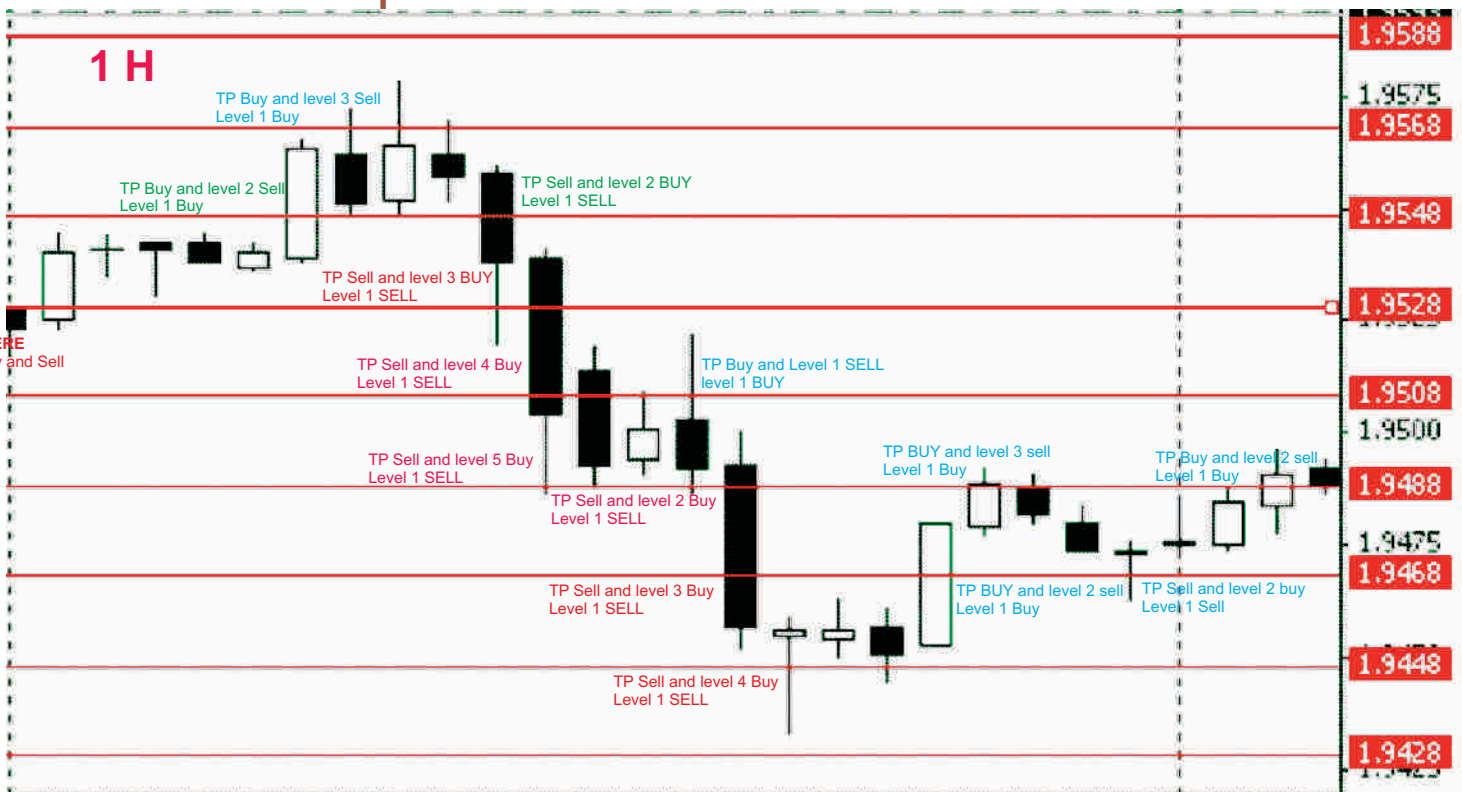 1.9588
1 H
1.9575
TP Buy and level 3 Sell
Level 1 Buy
1.9568
TP Buy and level 2 Sell
Level 1 Buy
TP Sell and level 2 BUY
Level 1 SELL
1.9548
TP Sell and level 3 BUY
Level 1 SELL
1.9528
ERE
and Sell
TP Sell and level 4 Buy
Level 1 SELL
TP Buy and Level 1 SELL
level 1 BUY
1.9508
1.9500
TP Sell and level 5 Buy
Level 1 SELL
TP BUY and level 3 sell
Level 1 Buy
TP Buy and level 2 sell
Level 1 Buy
1.9488
TP Sell and level 2 Buy
Level 1 SELL
1.9475
1.9468
TP Sell and level 3 Buy
Level 1 SELL
TP BUY and level 2 sell
Level 1 Buy
TP Sell and level 2 buy
Level 1 Sell
1.9448
TP Sell and level 4 Buy
Level 1 SELL
1.9428